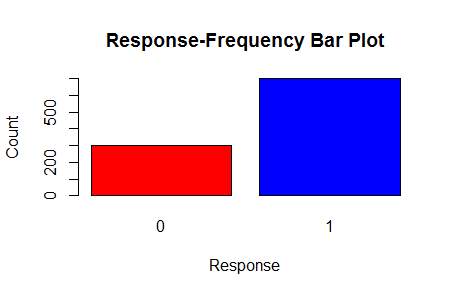 Response-Frequency Bar Plot
Count
500
200
0
0 1
Response